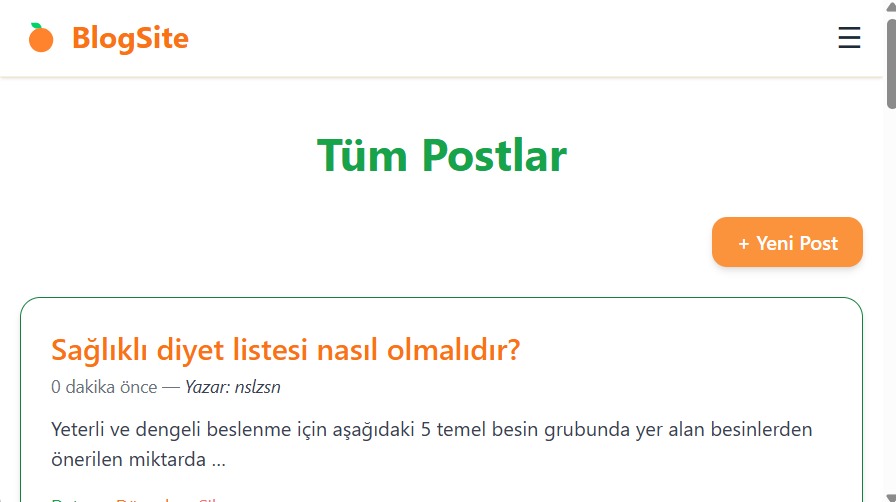 BlogSite
Tüm Postlar
+ Yeni Post
Sağlıklı diyet listesi nasıl olmalıdır?
0 dakika önce — Yazar: nslzsn
Yeterli ve dengeli beslenme için aşağıdaki 5 temel besin grubunda yer alan besinlerden
önerilen miktarda ...